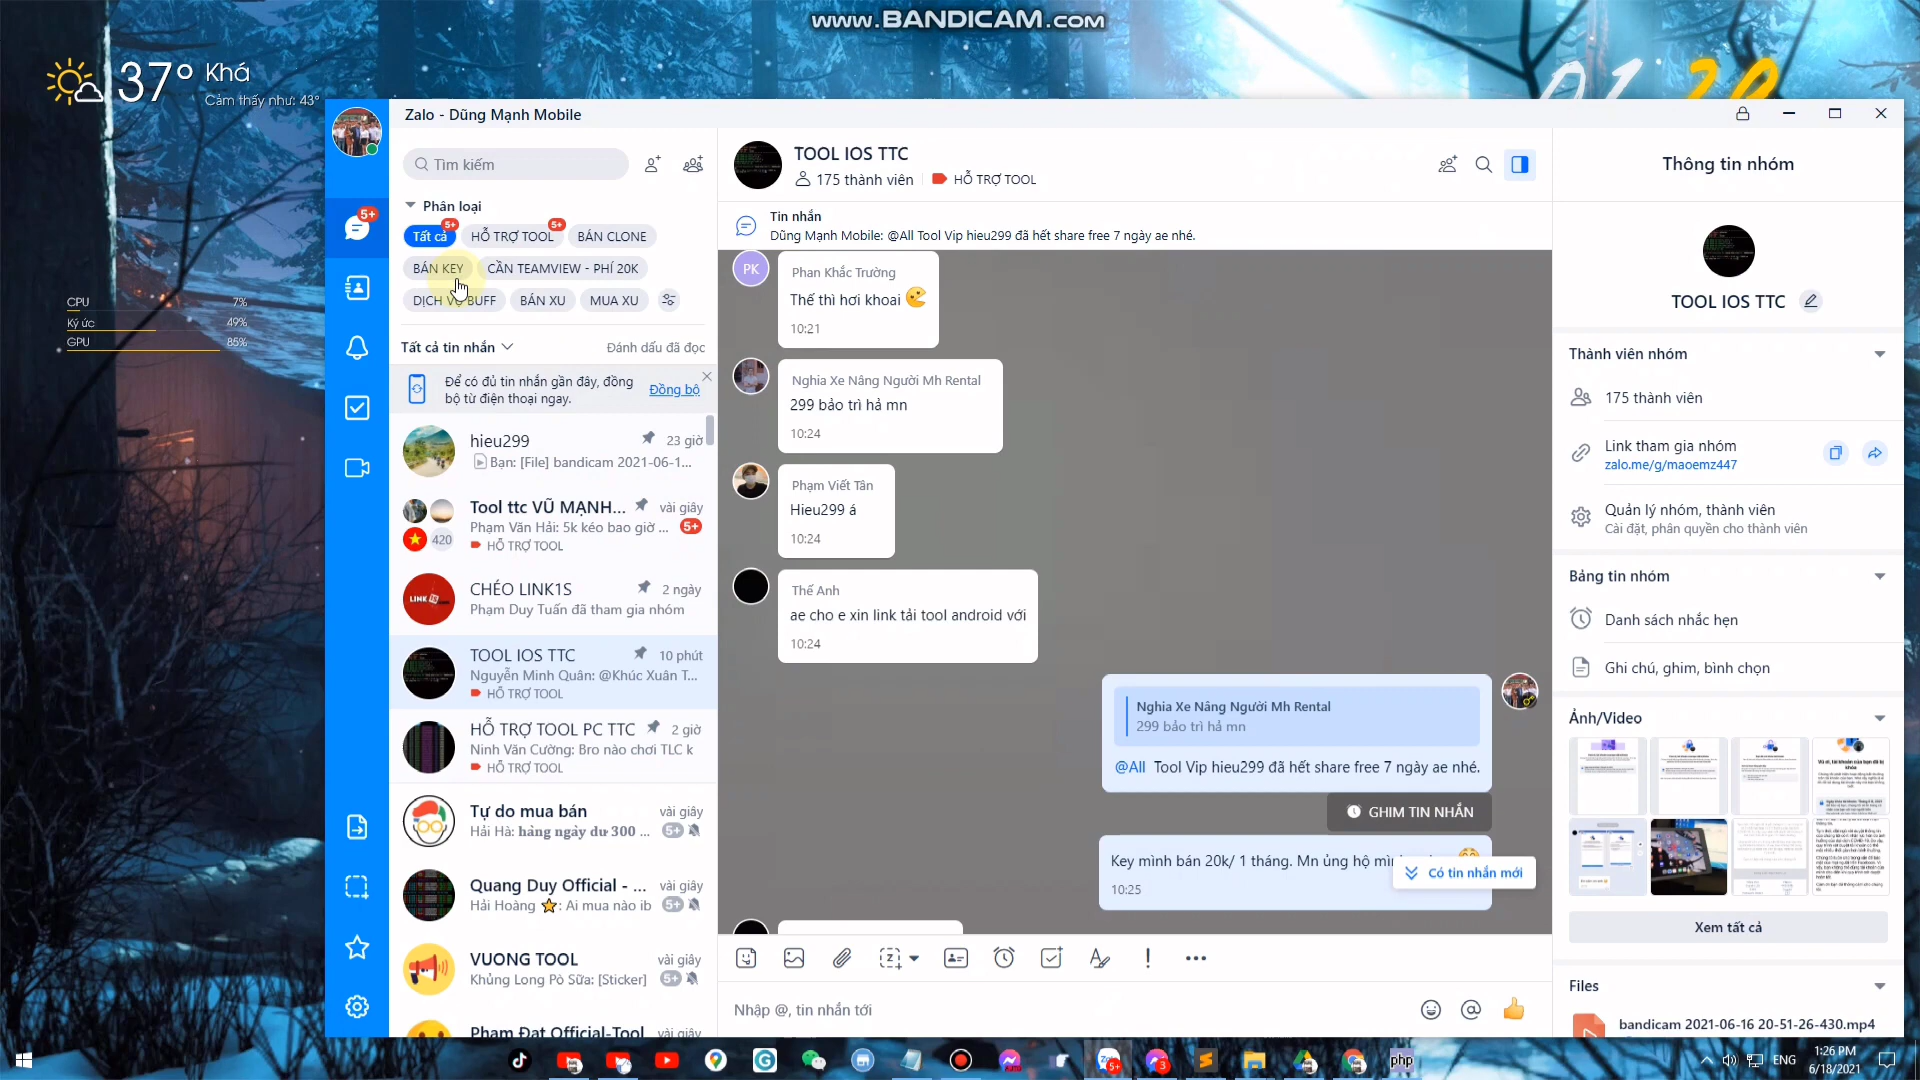 www.BANDICAM.com
37° Khá
Cảm thấy như: 43°
CPU 7%
Ký ức 49%
GPU 85%
Zalo - Dũng Mạnh Mobile
Tìm kiếm
Phân loại
5+
5+
5+
Tất cả HỖ TRỢ TOOL BÁN CLONE
BÁN KEY CẦN TEAMVIEW - PHÍ 20K
DỊCH VỤ BUFF BÁN XU MUA XU
Tất cả tin nhắn Đánh dấu đã đọc
Để có đủ tin nhắn gần đây, đồng
bộ từ điện thoại ngay. Đồng bộ
hieu299 23 giờ
Bạn: [File] bandicam 2021-06-1...
Tool ttc VŨ MẠNH... vài giây
Phạm Văn Hải: 5k kéo bao giờ ... 5+
420 HỖ TRỢ TOOL
CHÉO LINK1S 2 ngày
Phạm Duy Tuấn đã tham gia nhóm
TOOL IOS TTC 10 phút
Nguyễn Minh Quân: @Khúc Xuân T...
HỖ TRỢ TOOL
HỖ TRỢ TOOL PC TTC 2 giờ
Ninh Văn Cường: Bro nào chơi TLC k
HỖ TRỢ TOOL
Tự do mua bán vài giây
Hải Hà: hàng ngày dư 300 ... 5+
Quang Duy Official - ... vài giây
Hải Hoàng ⭐: Ai mua nào ib 5+
VUONG TOOL vài giây
Khủng Long Pò Sữa: [Sticker] 5+
Phạm Đạt Official-Tool vài giây
TOOL IOS TTC
175 thành viên HỖ TRỢ TOOL
Tin nhắn
Dũng Mạnh Mobile: @All Tool Vip hieu299 đã hết share free 7 ngày ae nhé.
PK
Phan Khắc Trường
Thế thì hơi khoai
10:21
Nghia Xe Nâng Người Mh Rental
299 bảo trì hả mn
10:24
Phạm Viết Tân
Hieu299 á
10:24
Thế Anh
ae cho e xin link tải tool android với
10:24
Nghia Xe Nâng Người Mh Rental
299 bảo trì hả mn
@All Tool Vip hieu299 đã hết share free 7 ngày ae nhé.
GHIM TIN NHẮN
Key mình bán 20k/ 1 tháng. Mn ủng hộ
10:25
Có tin nhắn mới
Nhập @, tin nhắn tới
Thông tin nhóm
TOOL IOS TTC
Thành viên nhóm
175 thành viên
Link tham gia nhóm
zalo.me/g/maoemz447
Quản lý nhóm, thành viên
Cài đặt, phân quyền cho thành viên
Bảng tin nhóm
Danh sách nhắc hẹn
Ghi chú, ghim, bình chọn
Ảnh/Video
Xem tất cả
Files
bandicam 2021-06-16 20-51-26-430.mp4
php
ENG
1:26 PM
6/18/2021